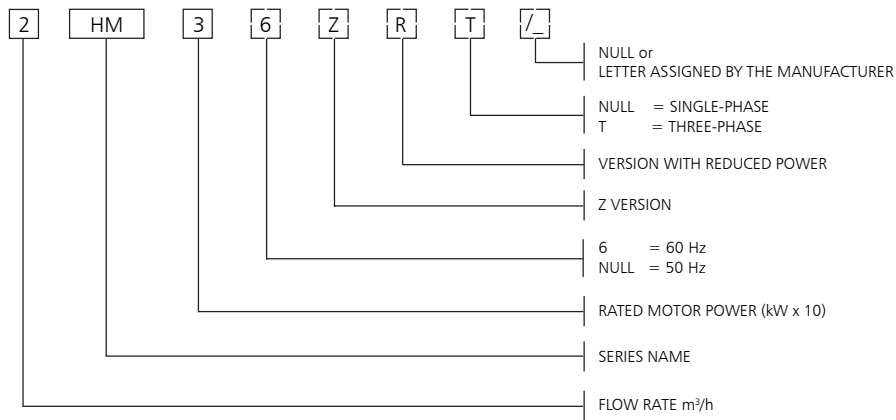 2 HM 3 6 Z R T /_
NULL or
LETTER ASSIGNED BY THE MANUFACTURER
NULL = SINGLE-PHASE
T = THREE-PHASE
VERSION WITH REDUCED POWER
Z VERSION
6 = 60 Hz
NULL = 50 Hz
RATED MOTOR POWER (kW x 10)
SERIES NAME
FLOW RATE m³/h